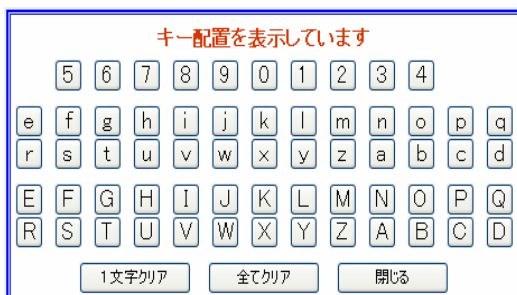 キー配置を表示しています
5 6 7 8 9 0 1 2 3 4
e f g h i j k l m n o p q
r s t u v w x y z a b c d
E F G H I J K L M N O P Q
R S T U V W X Y Z A B C D
1文字クリア 全てクリア 閉じる